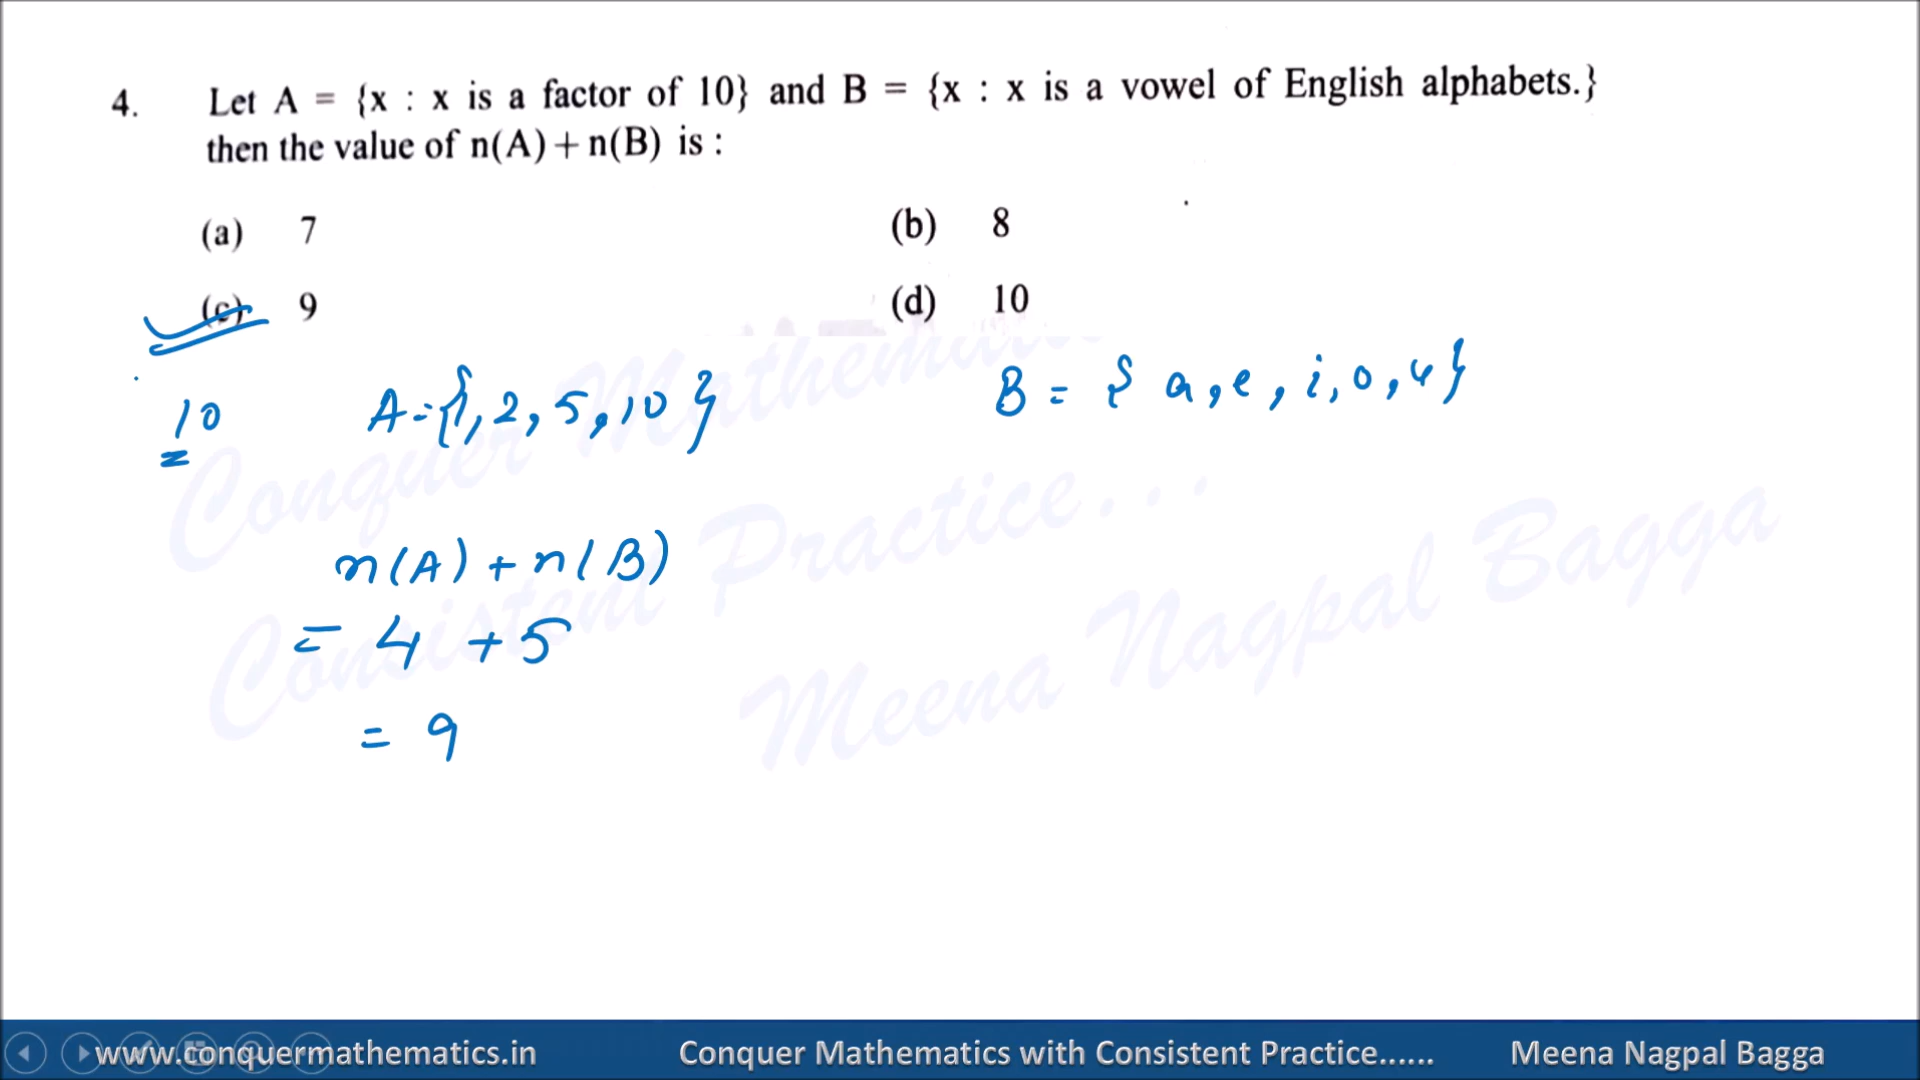 4. Let A = {x : x is a factor of 10} and B = {x : x is a vowel of English alphabets.}
then the value of n(A)+n(B) is :
(a) 7 (b) 8
(c) 9 (d) 10
10 A={1, 2, 5, 10} B = { a, e, i, o, u}
n(A) + n(B)
= 4 + 5
= 9
Conquer Mathematics
Consistent Practice...
Meena Nagpal Bagga
www.conquermathematics.in Conquer Mathematics with Consistent Practice...... Meena Nagpal Bagga